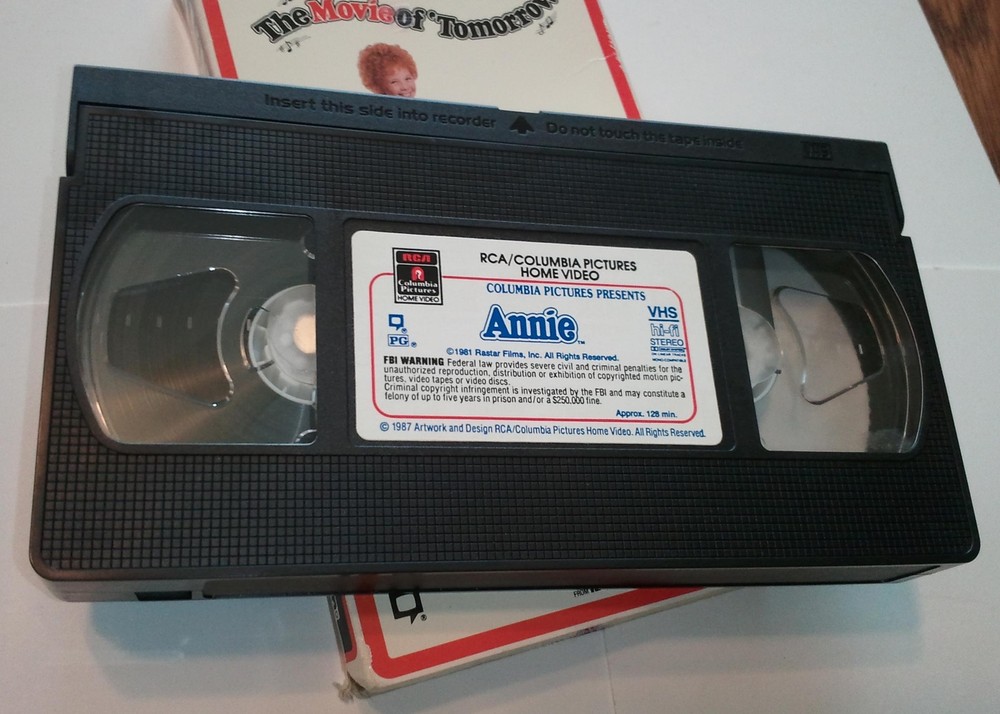 The Movie of "Tomorrow
Insert this side into recorder
Do not touch the tape inside
VHS
RCA
Columbia
Pictures
HOME VIDEO
RCA/COLUMBIA PICTURES
HOME VIDEO
COLUMBIA PICTURES PRESENTS
Annie™
PG®
VHS
hi-fi
STEREO
©1981 Rastar Films, Inc. All Rights Reserved.
FBI WARNING Federal law provides severe civil and criminal penalties for the
unauthorized reproduction, distribution or exhibition of copyrighted motion pic-
tures, video tapes or video discs.
Criminal copyright infringement is investigated by the FBI and may constitute a
felony of up to five years in prison and/or a $250,000 fine.
Approx. 128 min.
© 1987 Artwork and Design RCA/Columbia Pictures Home Video. All Rights Reserved.
FROM